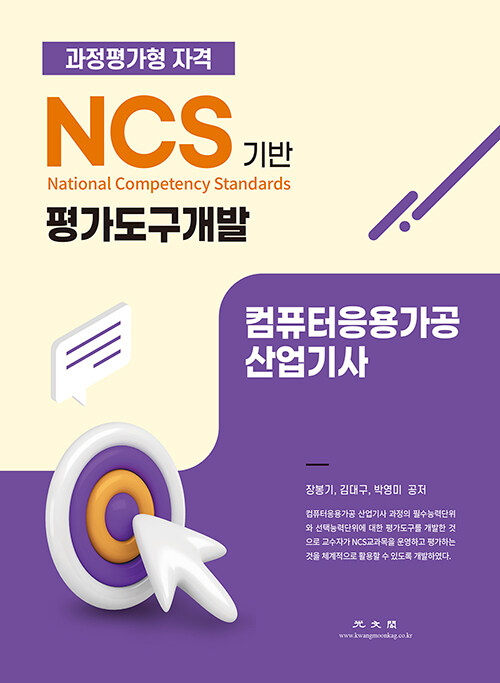 과정평가형 자격
NCS 기반
National Competency Standards
평가도구개발
컴퓨터응용가공
산업기사
장봉기, 김대구, 박영미 공저
컴퓨터응용가공 산업기사 과정의 필수능력단위
와 선택능력단위에 대한 평가도구를 개발한 것
으로 교수자가 NCS교과목을 운영하고 평가하는
것을 체계적으로 활용할 수 있도록 개발하였다.
光文閣
www.kwangmoonkag.co.kr